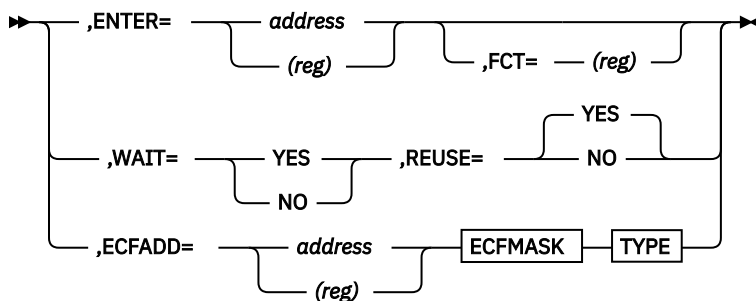 ,ENTER= address ,FCT= (reg)
(reg)
YES
,WAIT= YES ,REUSE= NO
NO
,ECFADD= address ECFMASK TYPE
(reg)